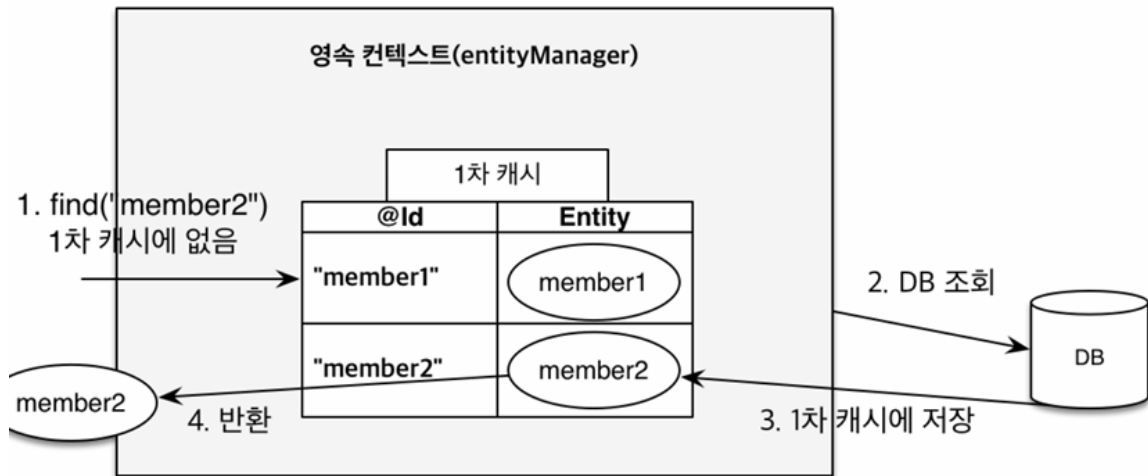 영속 컨텍스트(entityManager)
1차 캐시
1. find("member2")
1차 캐시에 없음
@Id
Entity
"member1"
member1
2. DB 조회
DB
"member2"
member2
member2
4. 반환
3. 1차 캐시에 저장